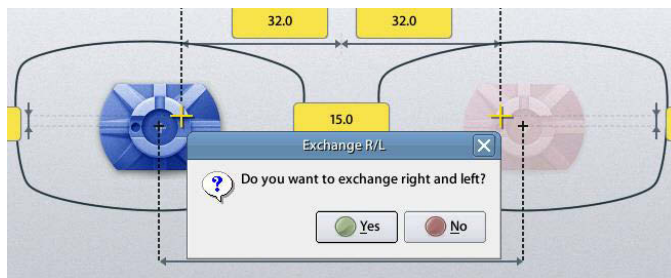 32.0 32.0
15.0
Exchange R/L
Do you want to exchange right and left?
Yes No